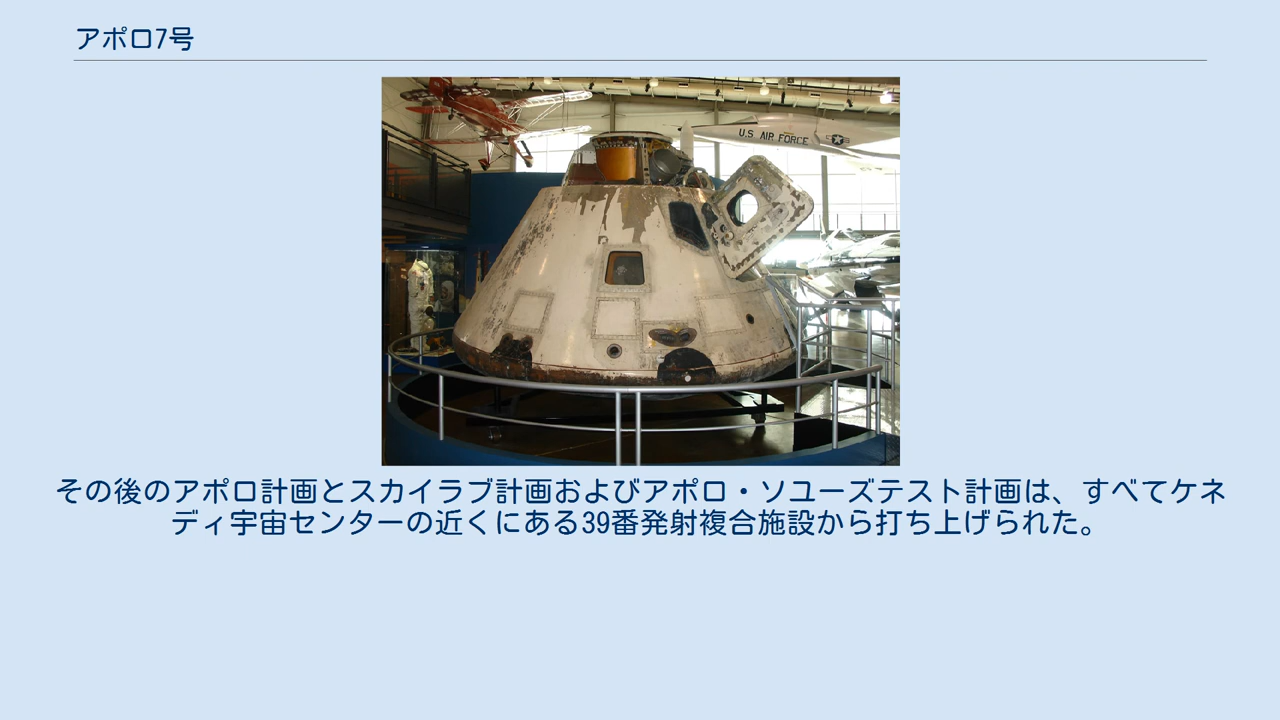 アポロ7号
U.S AIR FORCE
その後のアポロ計画とスカイラブ計画およびアポロ・ソユーズテスト計画は、すべてケネ
ディ宇宙センターの近くにある39番発射複合施設から打ち上げられた。